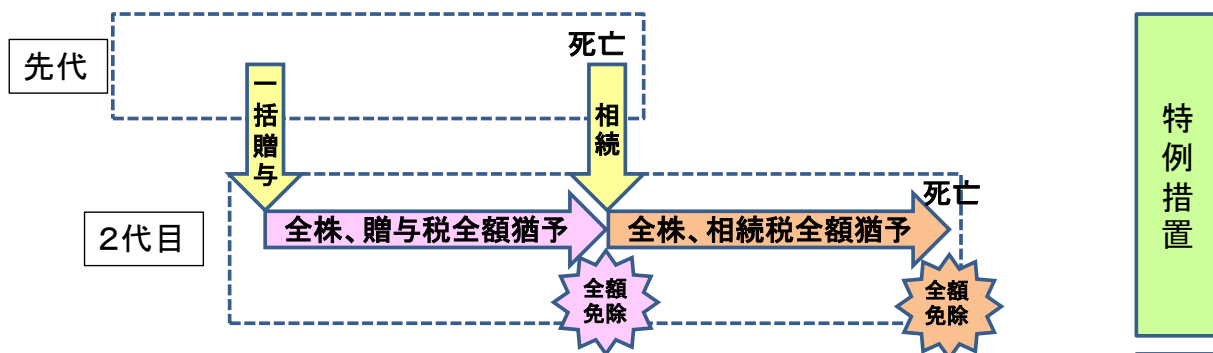 先代
死亡
一括贈与
相続
特例措置
死亡
2代目
全株、贈与税全額猶予
全株、相続税全額猶予
全額
免除
全額
免除